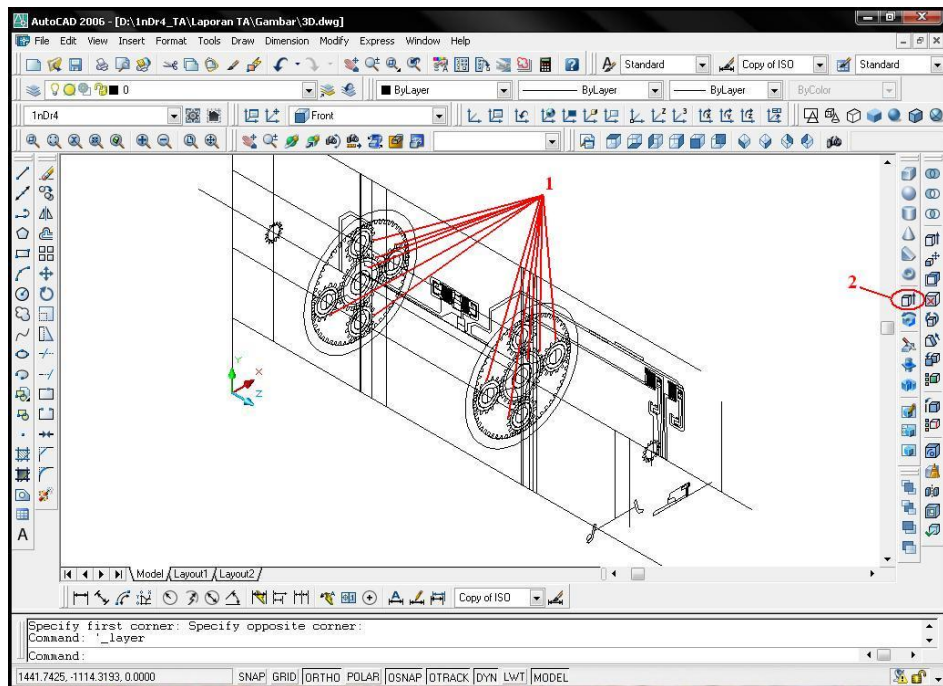 AutoCAD 2006 - [D:\1nDr4_TA\Laporan TA\Gambar\3D.dwg]
File Edit View Insert Format Tools Draw Dimension Modify Express Window Help
Standard Copy of ISO Standard
0 ByLayer ByLayer ByLayer ByColor
1nDr4 Front
1
2
Y
X
Z
A
Model Layout1 Layout2
Copy of ISO
Specify first corner: Specify opposite corner:
Command: '_layer
Command:
1441.7425, -1114.3193, 0.0000 SNAP GRID ORTHO POLAR OSNAP OTRACK DYN LWT MODEL